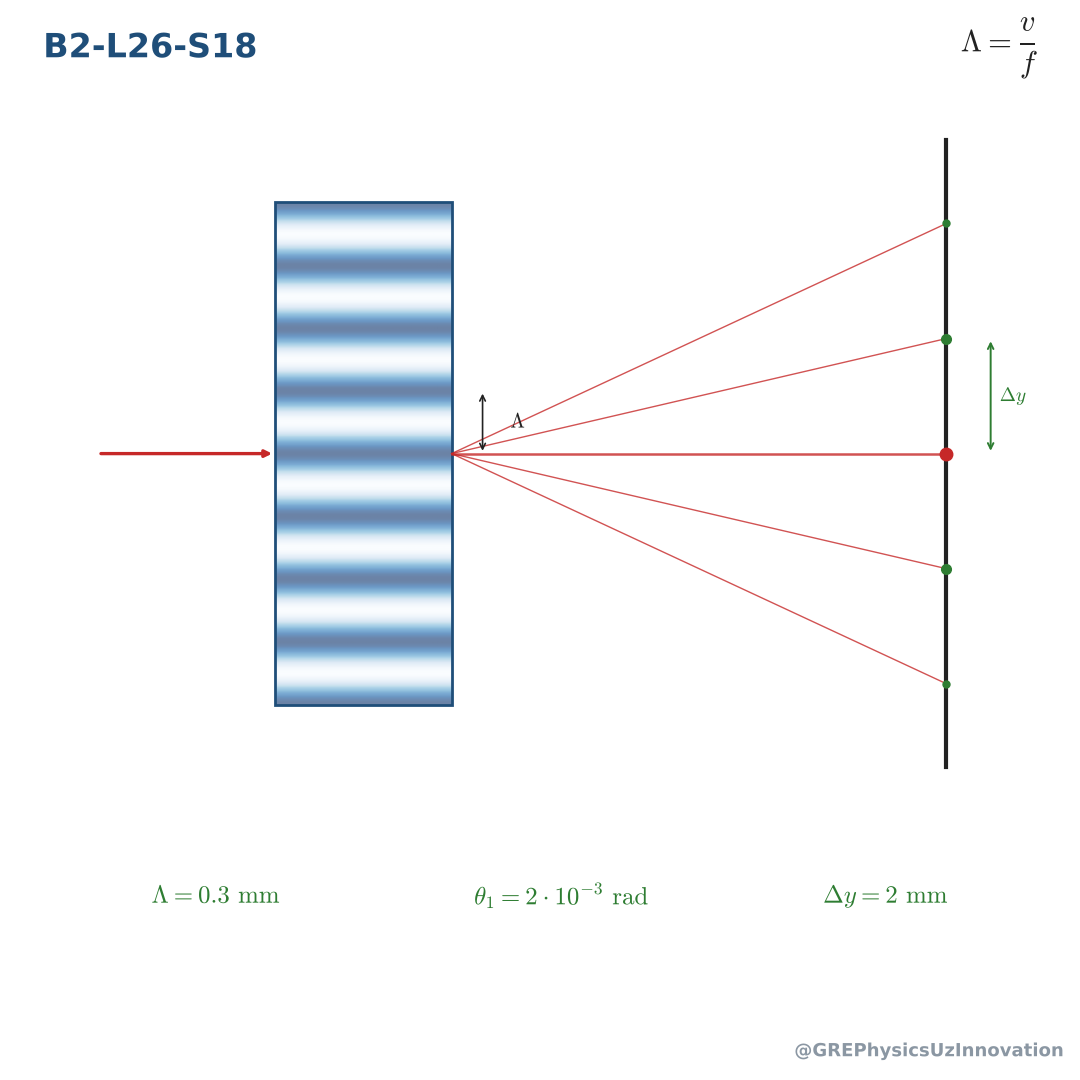 B2-L26-S18
Λ = v/f
Λ
Δy
Λ = 0.3 mm
θ₁ = 2 · 10⁻³ rad
Δy = 2 mm
@GREPhysicsUzInnovation